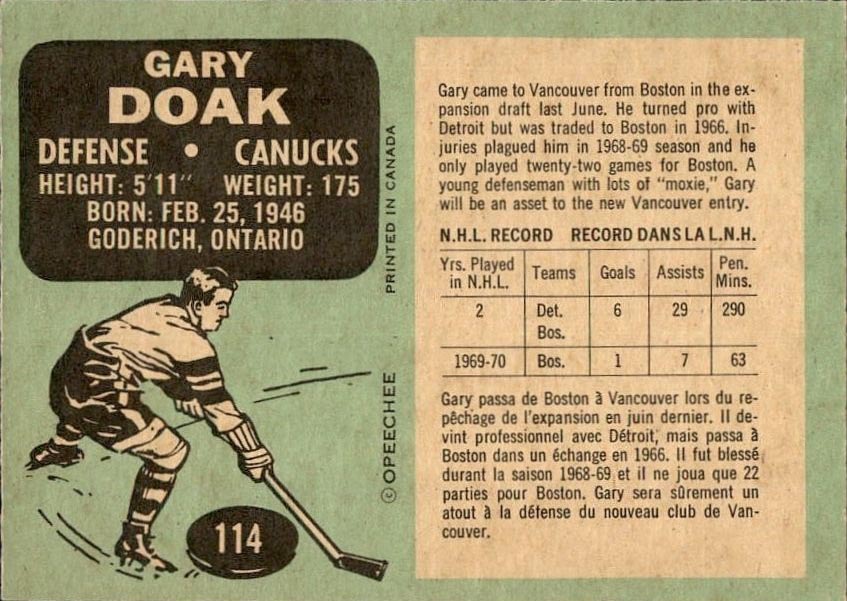 GARY
DOAK
DEFENSE • CANUCKS
HEIGHT: 5'11" WEIGHT: 175
BORN: FEB. 25, 1946
GODERICH, ONTARIO
PRINTED IN CANADA
©OPEECHEE
114
Gary came to Vancouver from Boston in the ex-
pansion draft last June. He turned pro with
Detroit but was traded to Boston in 1966. In-
juries plagued him in 1968-69 season and he
only played twenty-two games for Boston. A
young defenseman with lots of "moxie," Gary
will be an asset to the new Vancouver entry.
N.H.L. RECORD RECORD DANS LA L.N.H.
Yrs. Played in N.H.L. Teams Goals Assists Pen. Mins.
2 Det. Bos. 6 29 290
1969-70 Bos. 1 7 63
Gary passa de Boston à Vancouver lors du re-
pêchage de l'expansion en juin dernier. Il de-
vint professionnel avec Détroit, mais passa à
Boston dans un échange en 1966. Il fut blessé
durant la saison 1968-69 et il ne joua que 22
parties pour Boston. Gary sera sûrement un
atout à la défense du nouveau club de Van-
couver.